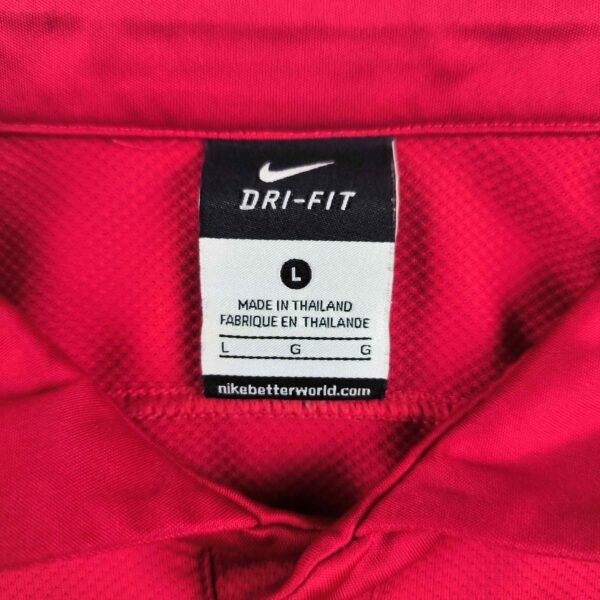 DRI-FIT
L
MADE IN THAILAND
FABRIQUE EN THAILANDE
L G G
nikebetterworld.com